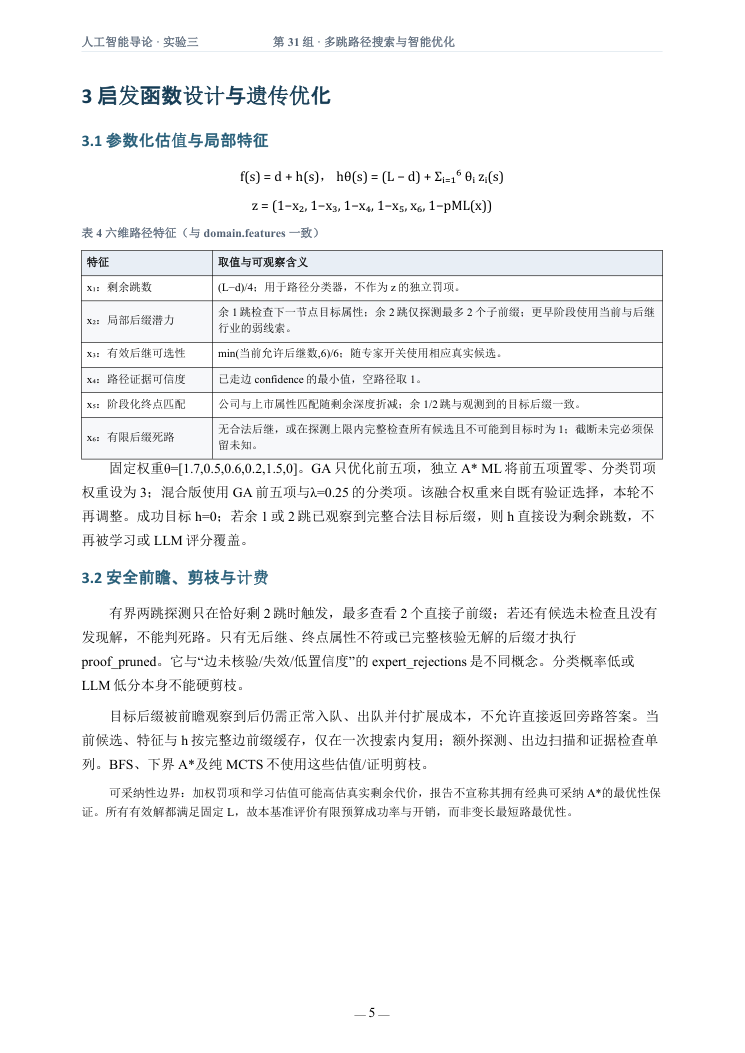 人工智能导论 · 实验三 第 31 组 · 多跳路径搜索与智能优化
3 启发函数设计与遗传优化
3.1 参数化估值与局部特征
f(s) = d + h(s)， hθ(s) = (L − d) + Σᵢ₌₁⁶ θᵢ zᵢ(s)
z = (1−x₂, 1−x₃, 1−x₄, 1−x₅, x₆, 1−pML(x))
表 4 六维路径特征（与 domain.features 一致）
特征 取值与可观察含义
x₁：剩余跳数 (L−d)/4；用于路径分类器，不作为 z 的独立罚项。
x₂：局部后缀潜力 余 1 跳检查下一节点目标属性；余 2 跳仅探测最多 2 个子前缀；更早阶段使用当前与后继
行业的弱线索。
x₃：有效后继可选性 min(当前允许后继数,6)/6；随专家开关使用相应真实候选。
x₄：路径证据可信度 已走边 confidence 的最小值，空路径取 1。
x₅：阶段化终点匹配 公司与上市属性匹配随剩余深度折减；余 1/2 跳与观测到的目标后缀一致。
x₆：有限后缀死路 无合法后继，或在探测上限内完整检查所有候选且不可能到目标时为 1；截断未完必须保
留未知。
固定权重θ=[1.7,0.5,0.6,0.2,1.5,0]。GA 只优化前五项，独立 A* ML 将前五项置零、分类罚项
权重设为 3；混合版使用 GA 前五项与λ=0.25 的分类项。该融合权重来自既有验证选择，本轮不
再调整。成功目标 h=0；若余 1 或 2 跳已观察到完整合法目标后缀，则 h 直接设为剩余跳数，不
再被学习或 LLM 评分覆盖。
3.2 安全前瞻、剪枝与计费
有界两跳探测只在恰好剩 2 跳时触发，最多查看 2 个直接子前缀；若还有候选未检查且没有
发现解，不能判死路。只有无后继、终点属性不符或已完整核验无解的后缀才执行
proof_pruned。它与“边未核验/失效/低置信度”的 expert_rejections 是不同概念。分类概率低或
LLM 低分本身不能硬剪枝。
目标后缀被前瞻观察到后仍需正常入队、出队并付扩展成本，不允许直接返回旁路答案。当
前候选、特征与 h 按完整边前缀缓存，仅在一次搜索内复用；额外探测、出边扫描和证据检查单
列。BFS、下界 A*及纯 MCTS 不使用这些估值/证明剪枝。
可采纳性边界：加权罚项和学习估值可能高估真实剩余代价，报告不宣称其拥有经典可采纳 A*的最优性保
证。所有有效解都满足固定 L，故本基准评价有限预算成功率与开销，而非变长最短路最优性。
— 5 —